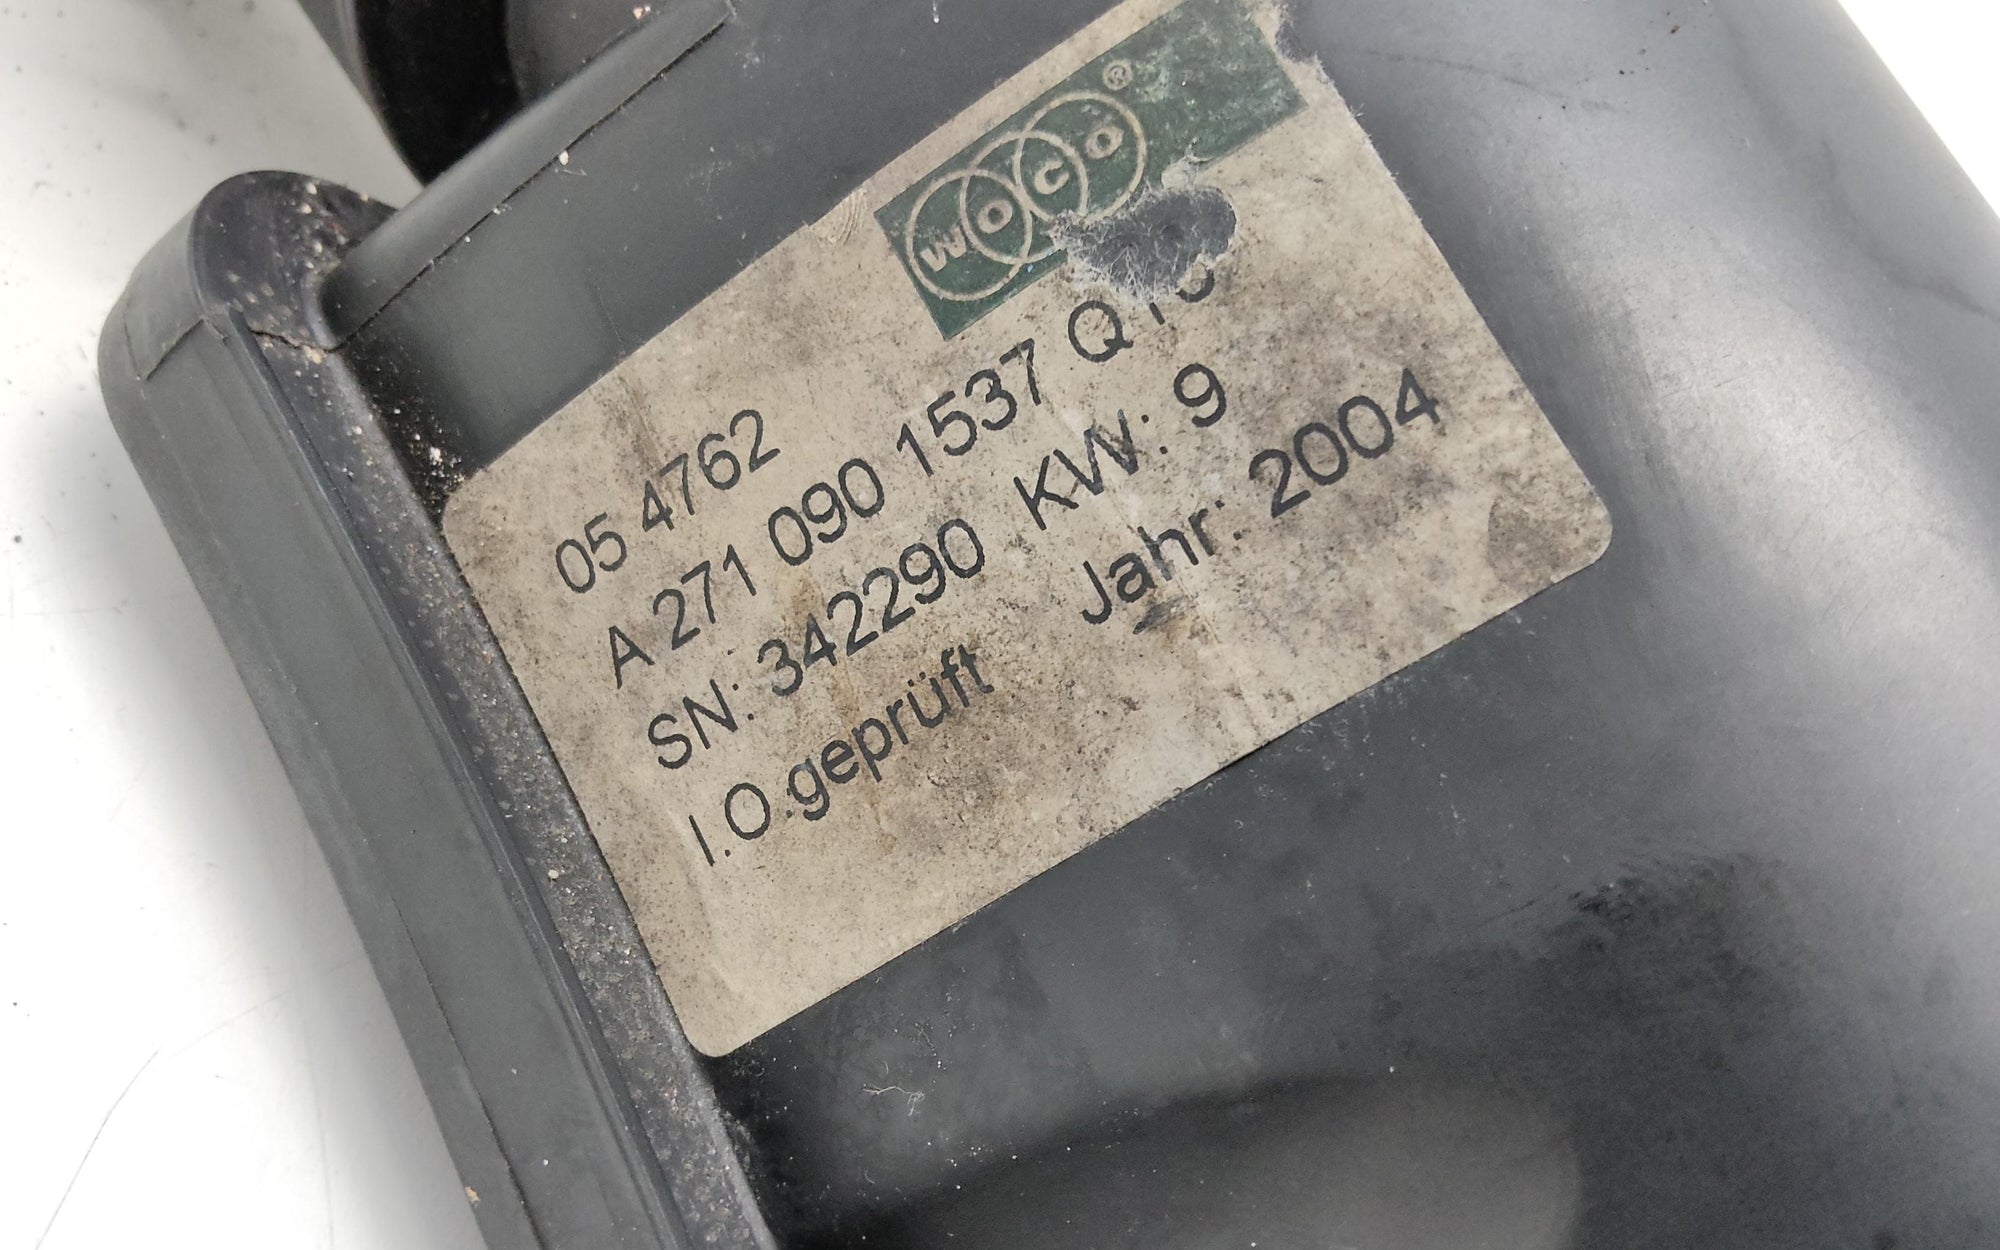 WOCO®
05 4762
A 271 090 1537
SN: 342290 KW: 9
I.O.geprüft Jahr: 2004